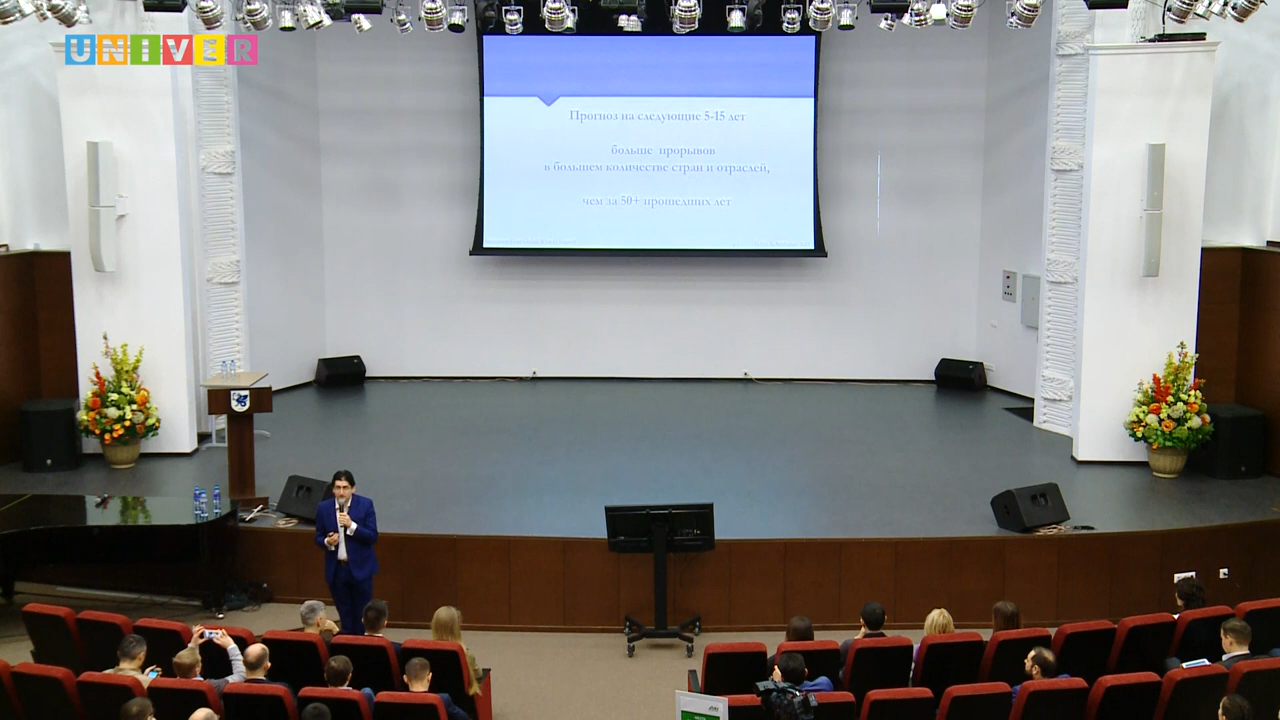 UNIVER
Прогноз на следующие 5-15 лет
больше прорывов
в большем количестве стран и отраслей,
чем за 50+ прошедших лет